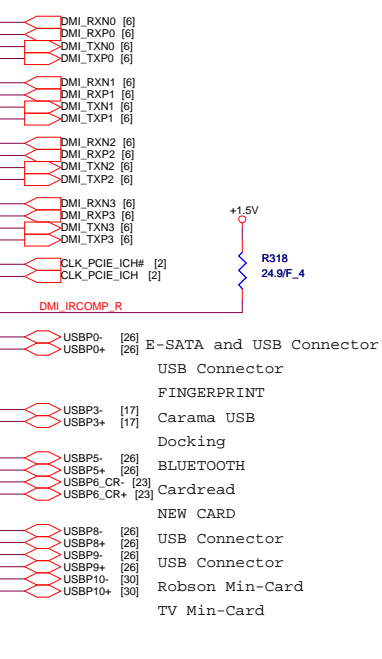 DMI_RXN0 [6]
DMI_RXP0 [6]
DMI_TXN0 [6]
DMI_TXP0 [6]
DMI_RXN1 [6]
DMI_RXP1 [6]
DMI_TXN1 [6]
DMI_TXP1 [6]
DMI_RXN2 [6]
DMI_RXP2 [6]
DMI_TXN2 [6]
DMI_TXP2 [6]
DMI_RXN3 [6]
DMI_RXP3 [6]
DMI_TXN3 [6]
DMI_TXP3 [6]
+1.5V
CLK_PCIE_ICH# [2]
CLK_PCIE_ICH [2]
R318
24.9/F_4
DMI_IRCOMP_R
USBP0- [26]
USBP0+ [26] E-SATA and USB Connector
USB Connector
FINGERPRINT
USBP3- [17]
USBP3+ [17] Carama USB
Docking
USBP5- [26]
USBP5+ [26] BLUETOOTH
USBP6_CR- [23]
USBP6_CR+ [23] Cardread
NEW CARD
USBP8- [26]
USBP8+ [26] USB Connector
USBP9- [26]
USBP9+ [26] USB Connector
USBP10- [30]
USBP10+ [30] Robson Min-Card
TV Min-Card